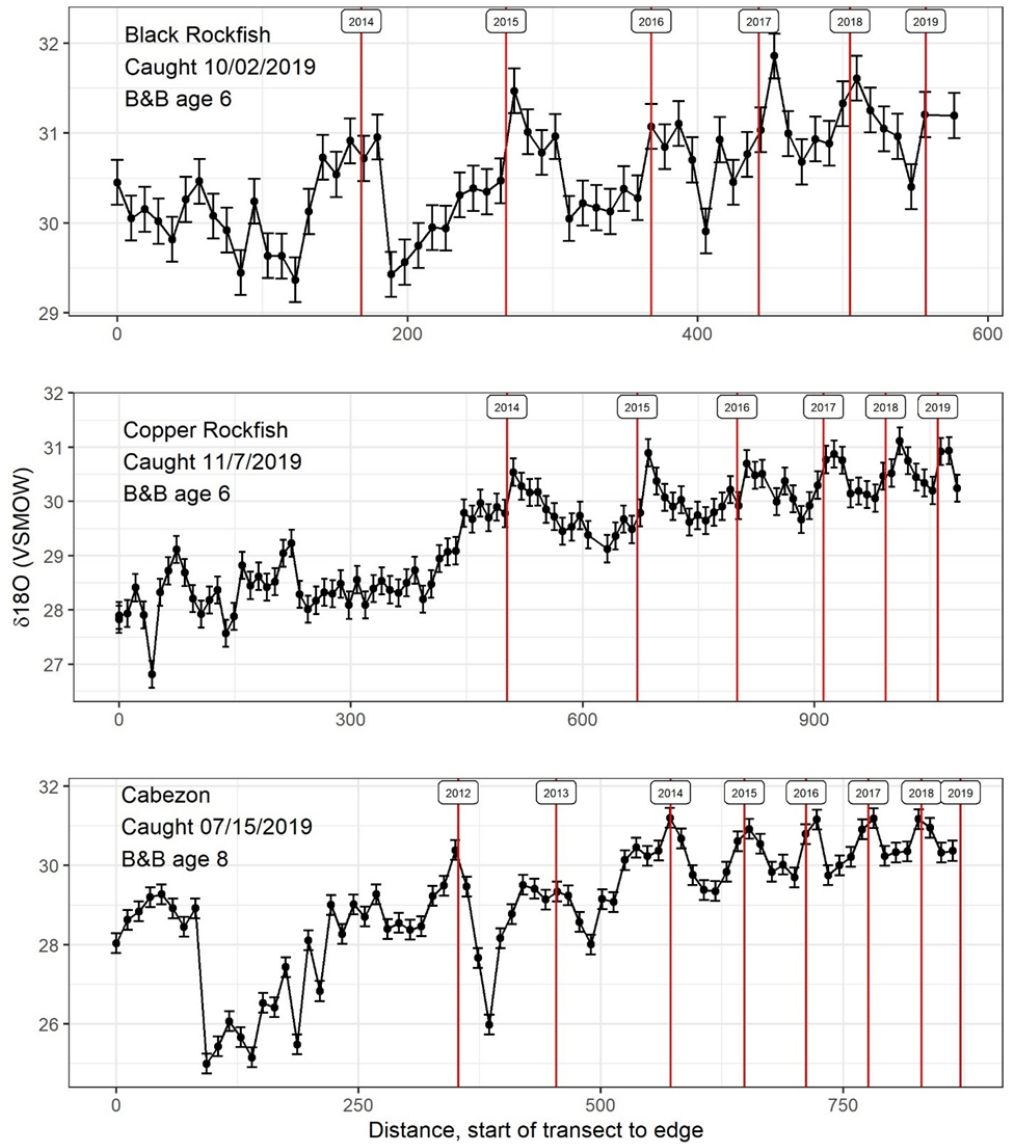 2014 2015 2016 2017 2018 2019
Black Rockfish
Caught 10/02/2019
B&B age 6
32
31
30
29
0 200 400 600
2014 2015 2016 2017 2018 2019
Copper Rockfish
Caught 11/7/2019
B&B age 6
32
31
30
29
28
27
0 300 600 900
δ18O (VSMOW)
2012 2013 2014 2015 2016 2017 2018 2019
Cabezon
Caught 07/15/2019
B&B age 8
32
30
28
26
0 250 500 750
Distance, start of transect to edge